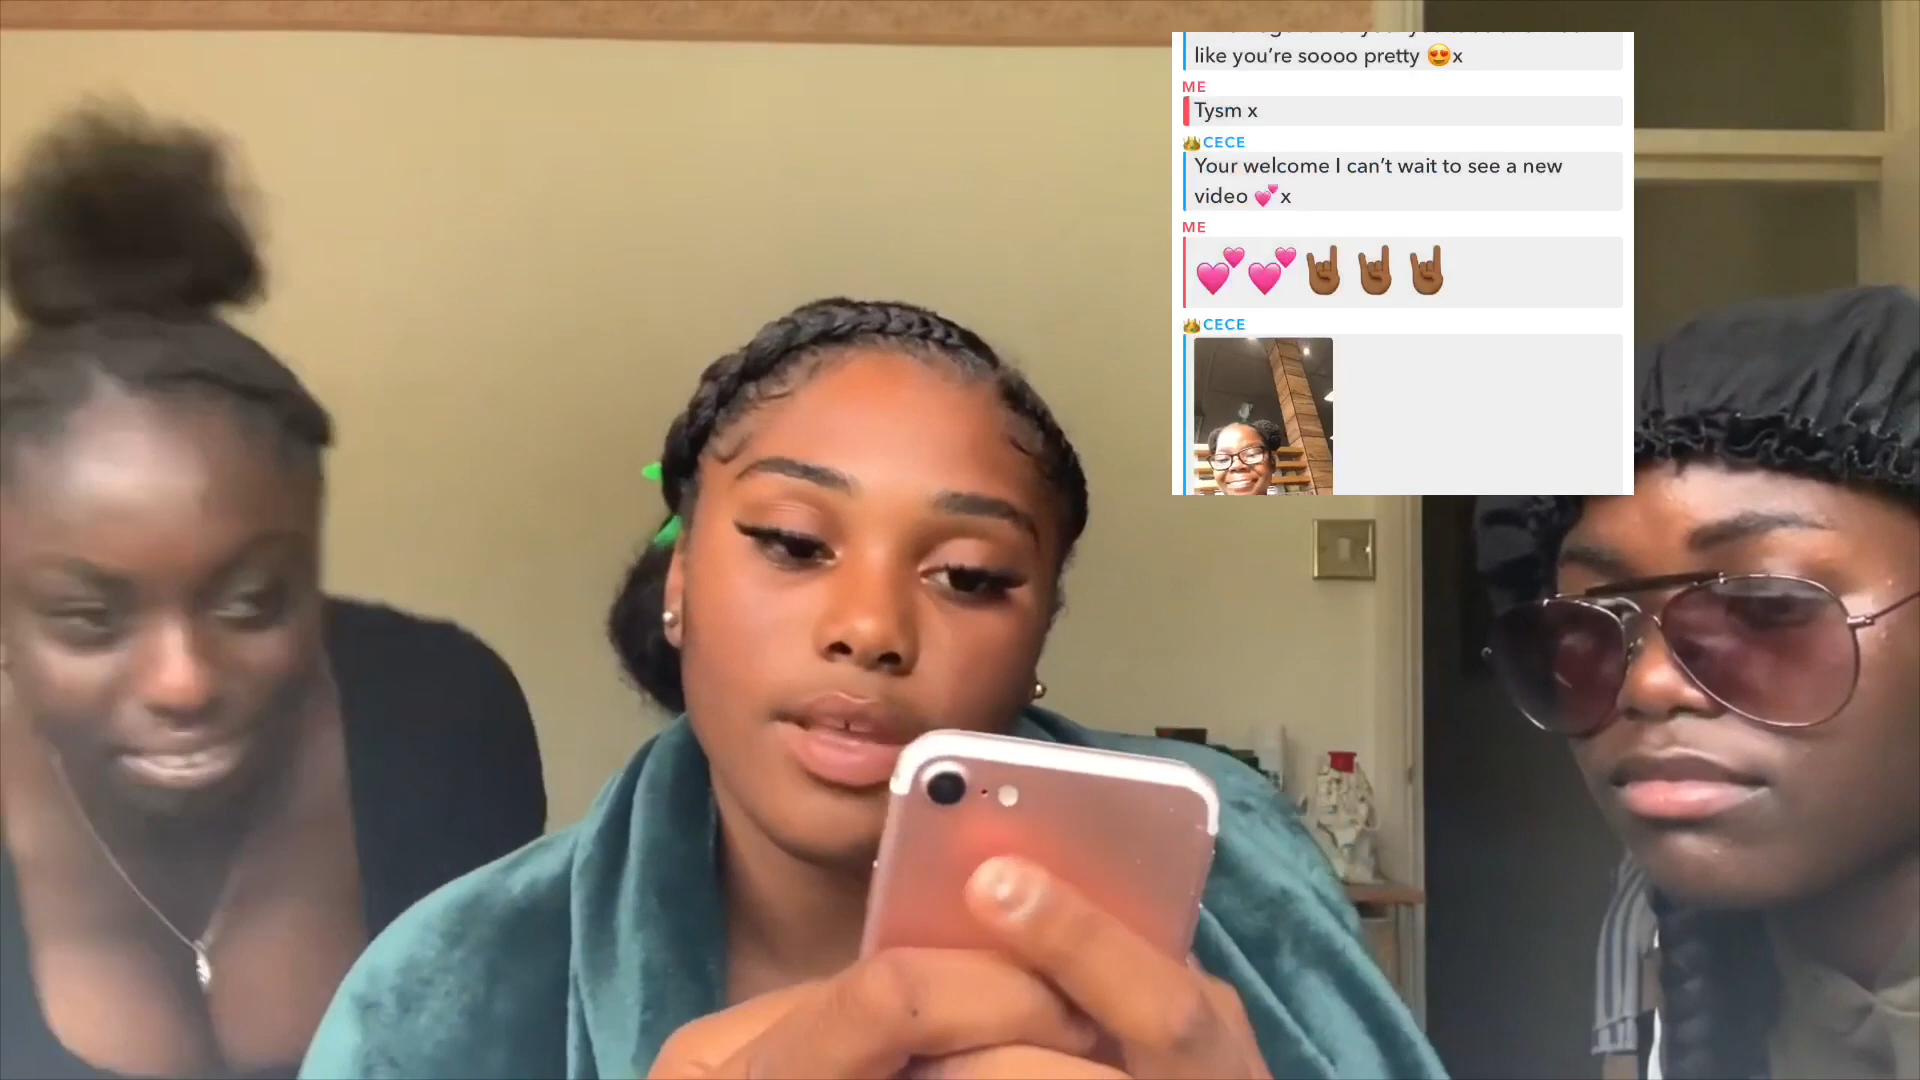 like you're soooo pretty 😍x
ME
Tysm x
👑CECE
Your welcome I can't wait to see a new
video 💕x
ME
💕💕🤘🏾🤘🏾🤘🏾
👑CECE